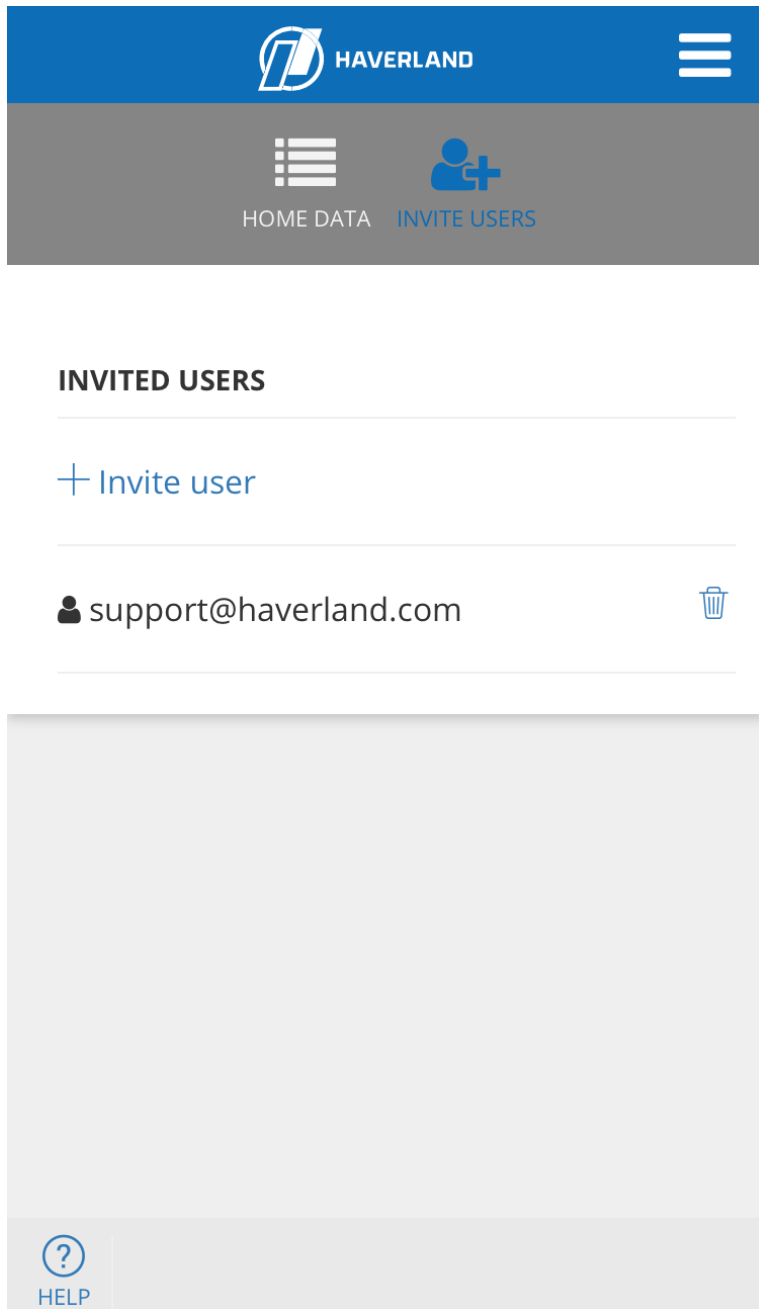 HAVERLAND
HOME DATA INVITE USERS
INVITED USERS
Invite user
support@haverland.com
HELP